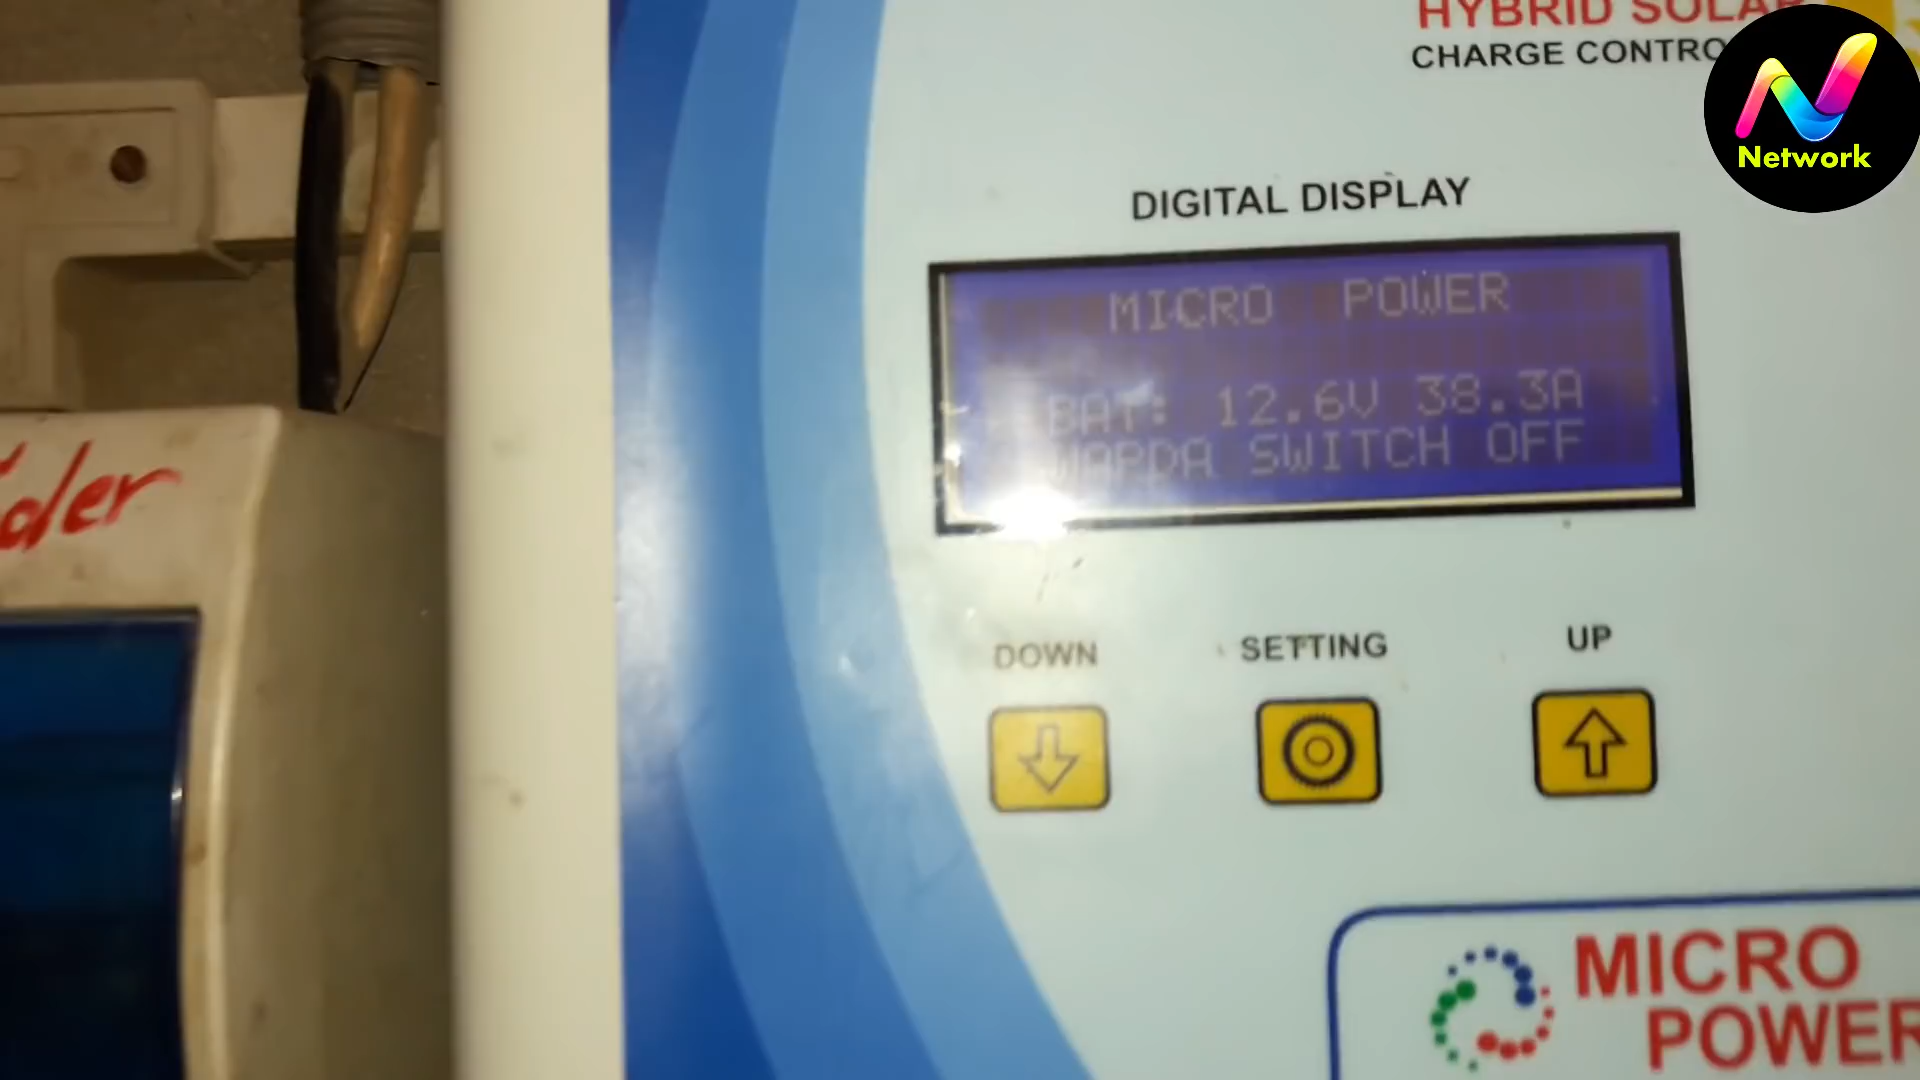 HYBRID SOLAR
CHARGE CONTRO
Network
DIGITAL DISPLAY
MICRO POWER
BAT: 12.6V 38.3A
WAPDA SWITCH OFF
DOWN
SETTING
UP
der
MICRO
POWER